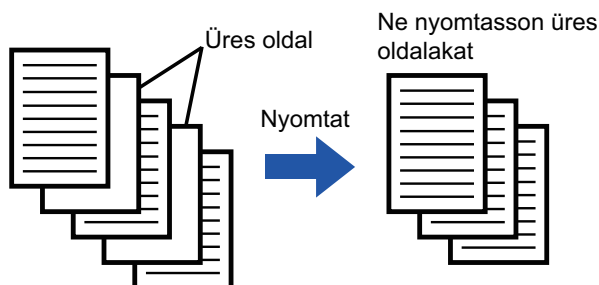 Üres oldal
Nyomtat
Ne nyomtasson üres
oldalakat